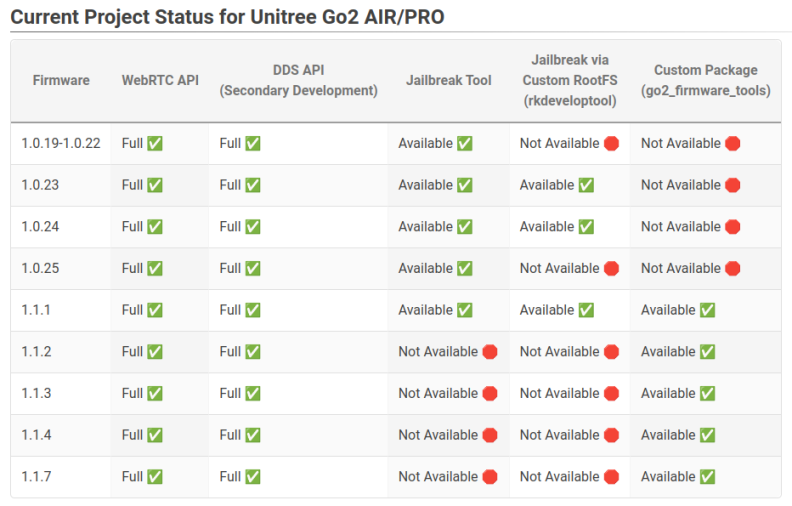 Current Project Status for Unitree Go2 AIR/PRO
Firmware WebRTC API DDS API (Secondary Development) Jailbreak Tool Jailbreak via Custom RootFS (rkdeveloptool) Custom Package (go2_firmware_tools)
1.0.19-1.0.22 Full ✅ Full ✅ Available ✅ Not Available 🛑 Not Available 🛑
1.0.23 Full ✅ Full ✅ Available ✅ Available ✅ Not Available 🛑
1.0.24 Full ✅ Full ✅ Available ✅ Available ✅ Not Available 🛑
1.0.25 Full ✅ Full ✅ Available ✅ Not Available 🛑 Not Available 🛑
1.1.1 Full ✅ Full ✅ Available ✅ Available ✅ Available ✅
1.1.2 Full ✅ Full ✅ Not Available 🛑 Not Available 🛑 Available ✅
1.1.3 Full ✅ Full ✅ Not Available 🛑 Not Available 🛑 Available ✅
1.1.4 Full ✅ Full ✅ Not Available 🛑 Not Available 🛑 Available ✅
1.1.7 Full ✅ Full ✅ Not Available 🛑 Not Available 🛑 Available ✅